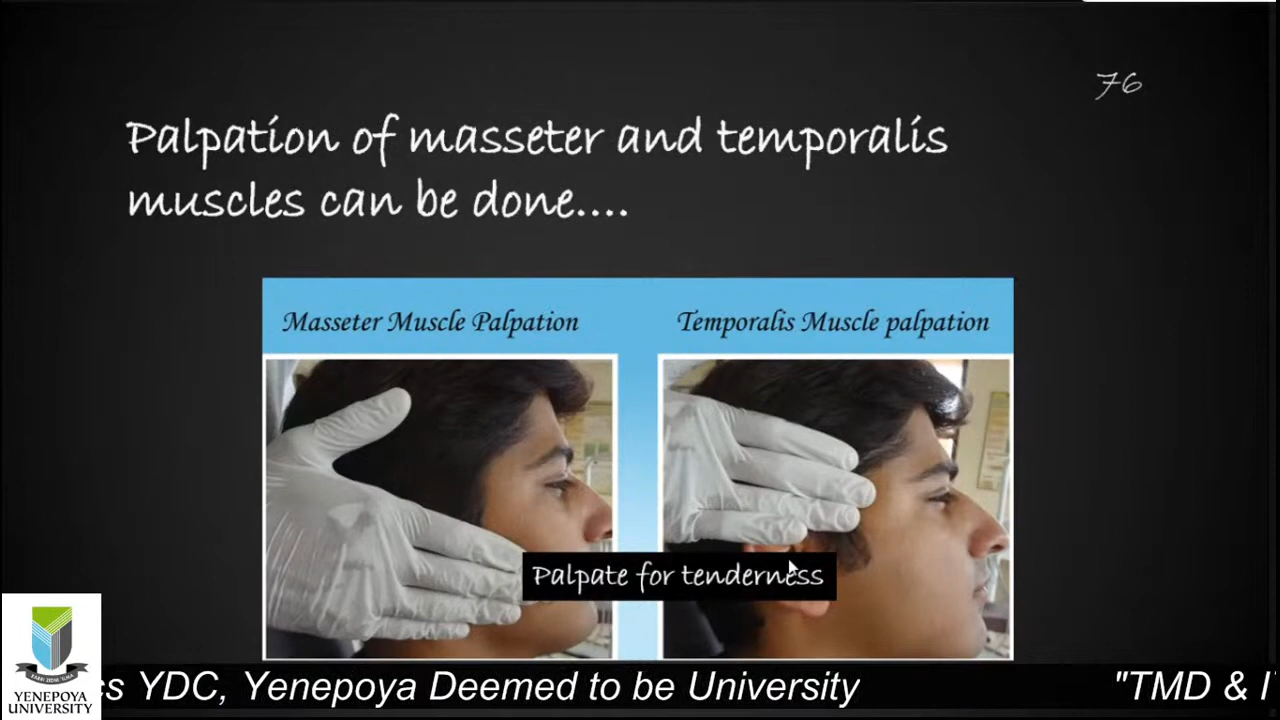 76
Palpation of masseter and temporalis
muscles can be done....
Masseter Muscle Palpation
Temporalis Muscle palpation
Palpate for tenderness
YENEPOYA
UNIVERSITY
es YDC, Yenepoya Deemed to be University
"TMD & I